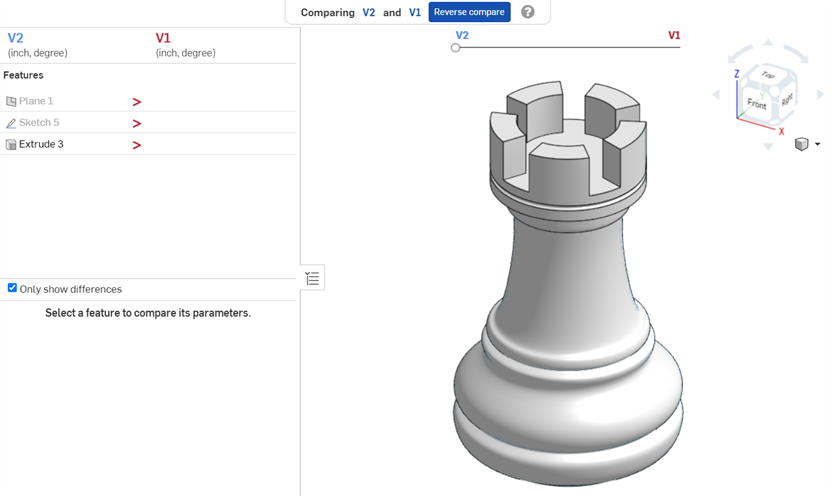 Comparing V2 and V1 Reverse compare ?
V2 V1
(inch, degree) (inch, degree)
Features
Plane 1 >
Sketch 5 >
Extrude 3 >
Only show differences
Select a feature to compare its parameters.
V2 V1
Z
Top
Y
Front
Right
X